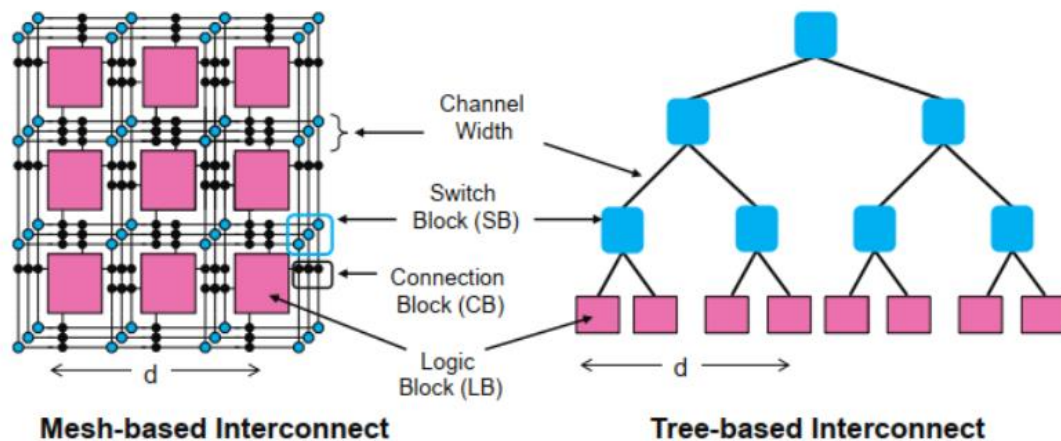 Channel
Width
Switch
Block (SB)
Connection
Block (CB)
Logic
Block (LB)
d
d
Mesh-based Interconnect
Tree-based Interconnect